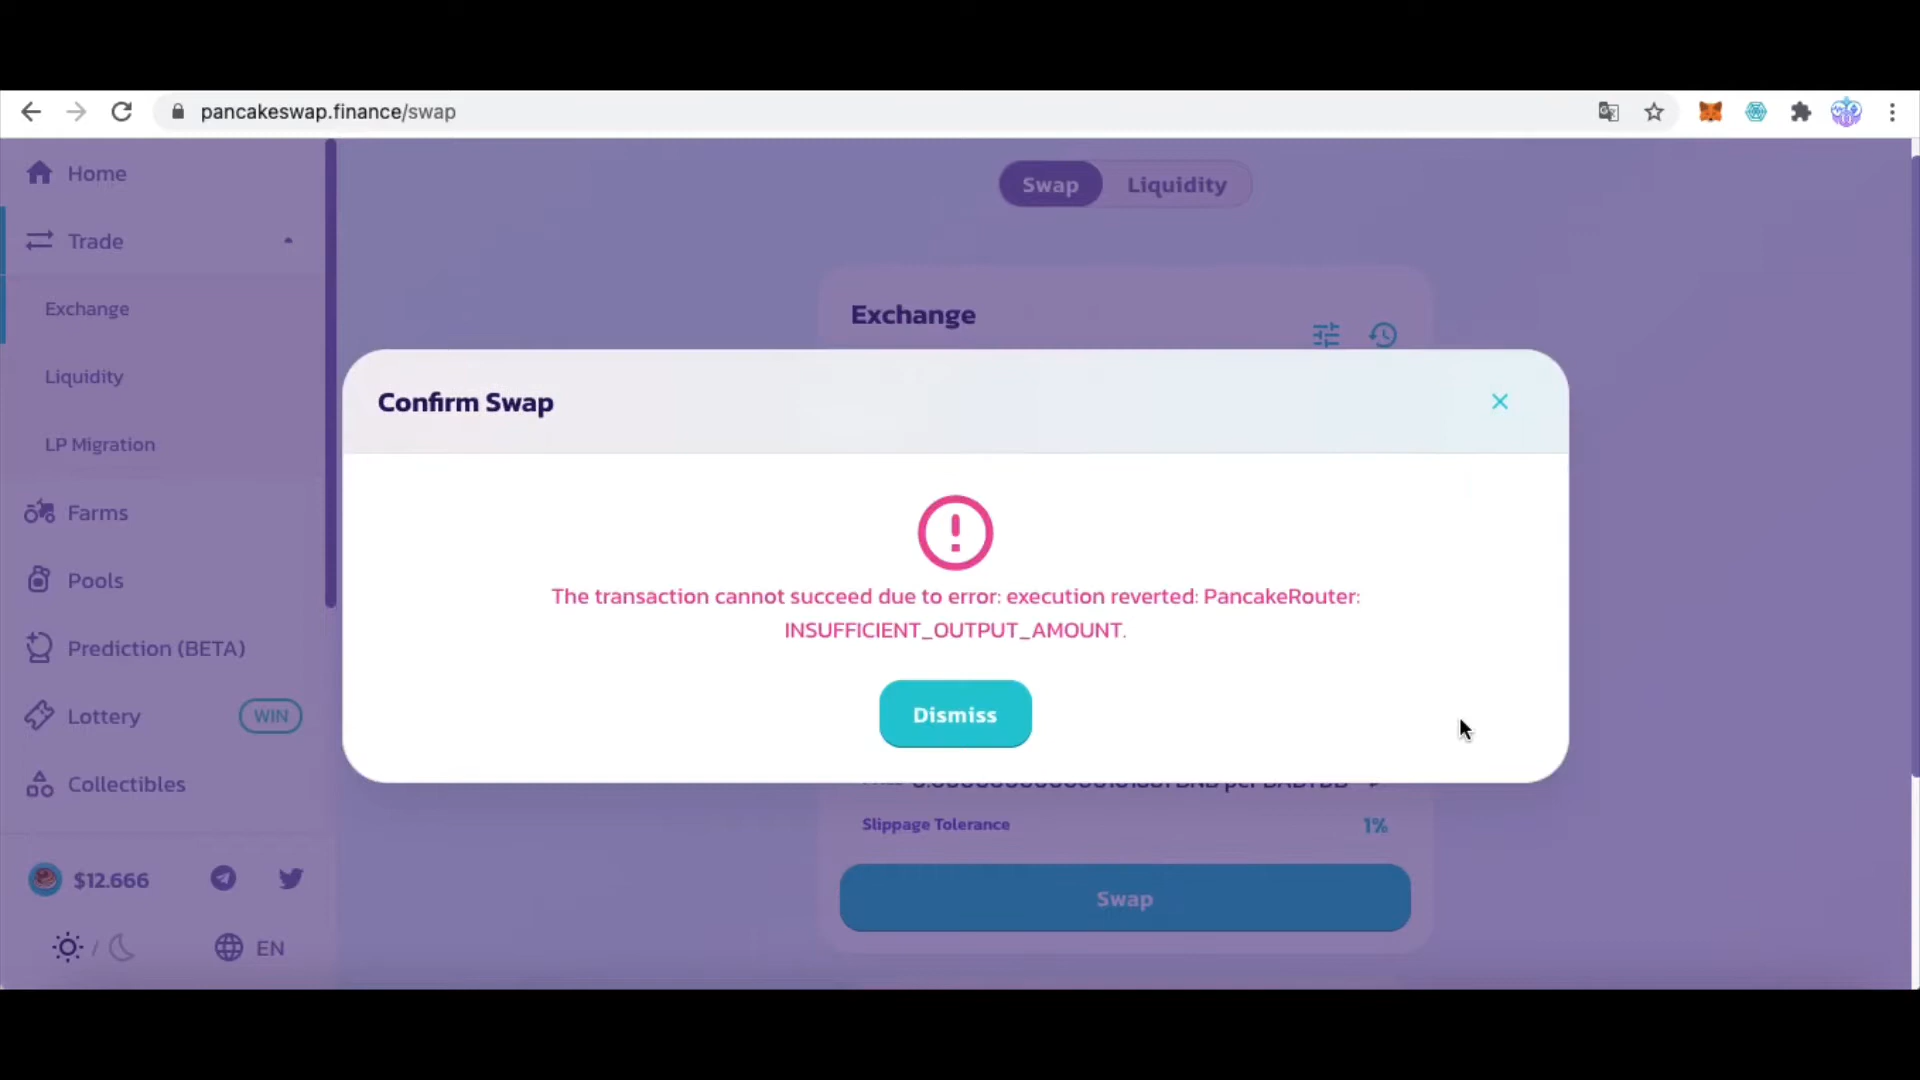 pancakeswap.finance/swap
Home
Trade
Exchange
Liquidity
LP Migration
Farms
Pools
Prediction (BETA)
Lottery WIN
Collectibles
$12.666
/ EN
Swap Liquidity
Exchange
Confirm Swap
The transaction cannot succeed due to error: execution reverted: PancakeRouter:
INSUFFICIENT_OUTPUT_AMOUNT.
Dismiss
BNB per
Slippage Tolerance 1%
Swap